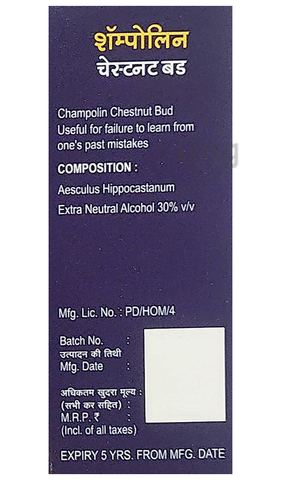 शॅम्पोलिन
चेस्टनट बड
Champolin Chestnut Bud
Useful for failure to learn from
one's past mistakes
COMPOSITION :
Aesculus Hippocastanum
Extra Neutral Alcohol 30% v/v
Mfg. Lic. No. : PD/HOM/4
Batch No. :
उत्पादन की तिथी
Mfg. Date :
अधिकतम खुदरा मूल्य :
(सभी कर सहित) :
M.R.P. ₹ :
(Incl. of all taxes)
EXPIRY 5 YRS. FROM MFG. DATE